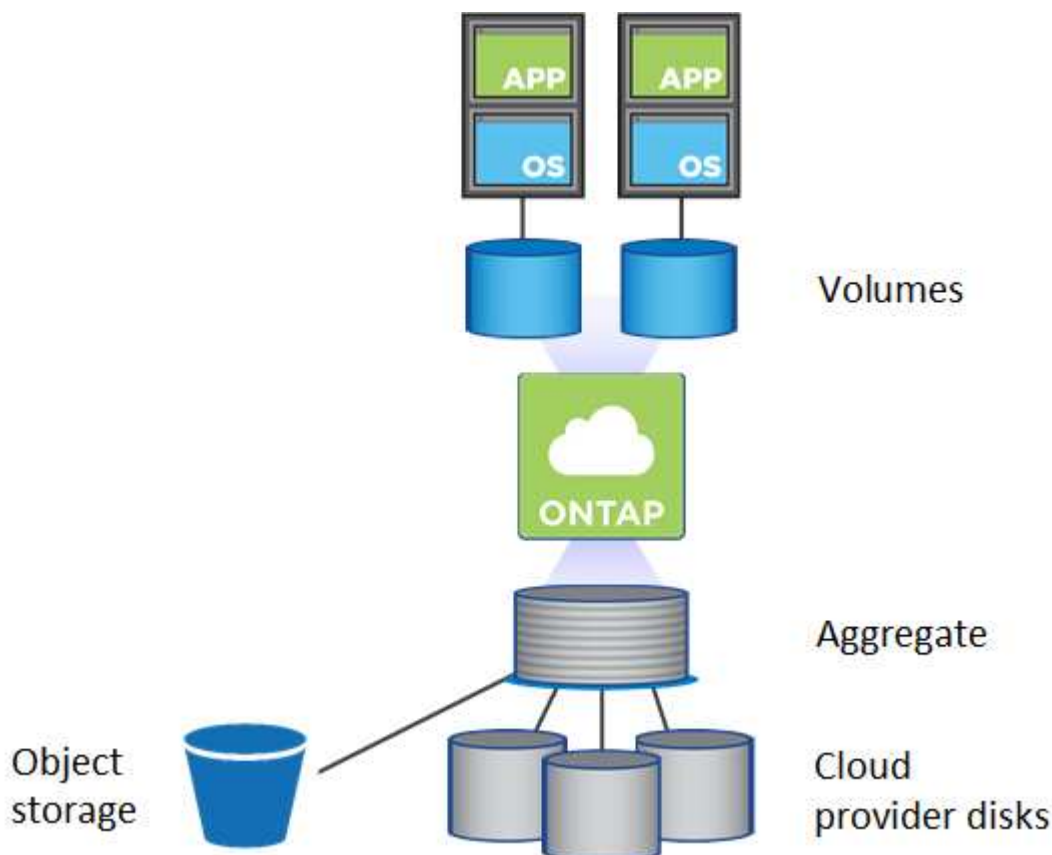 APP
APP
OS
OS
Volumes
ONTAP
Aggregate
Object
storage
Cloud
provider disks